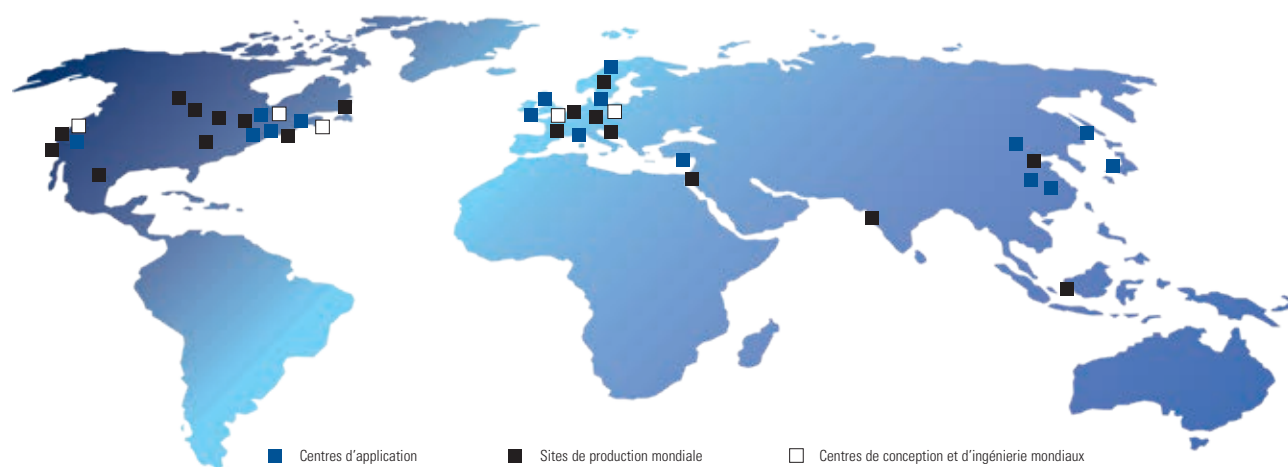 Centres d’application Sites de production mondiale Centres de conception et d’ingénierie mondiaux